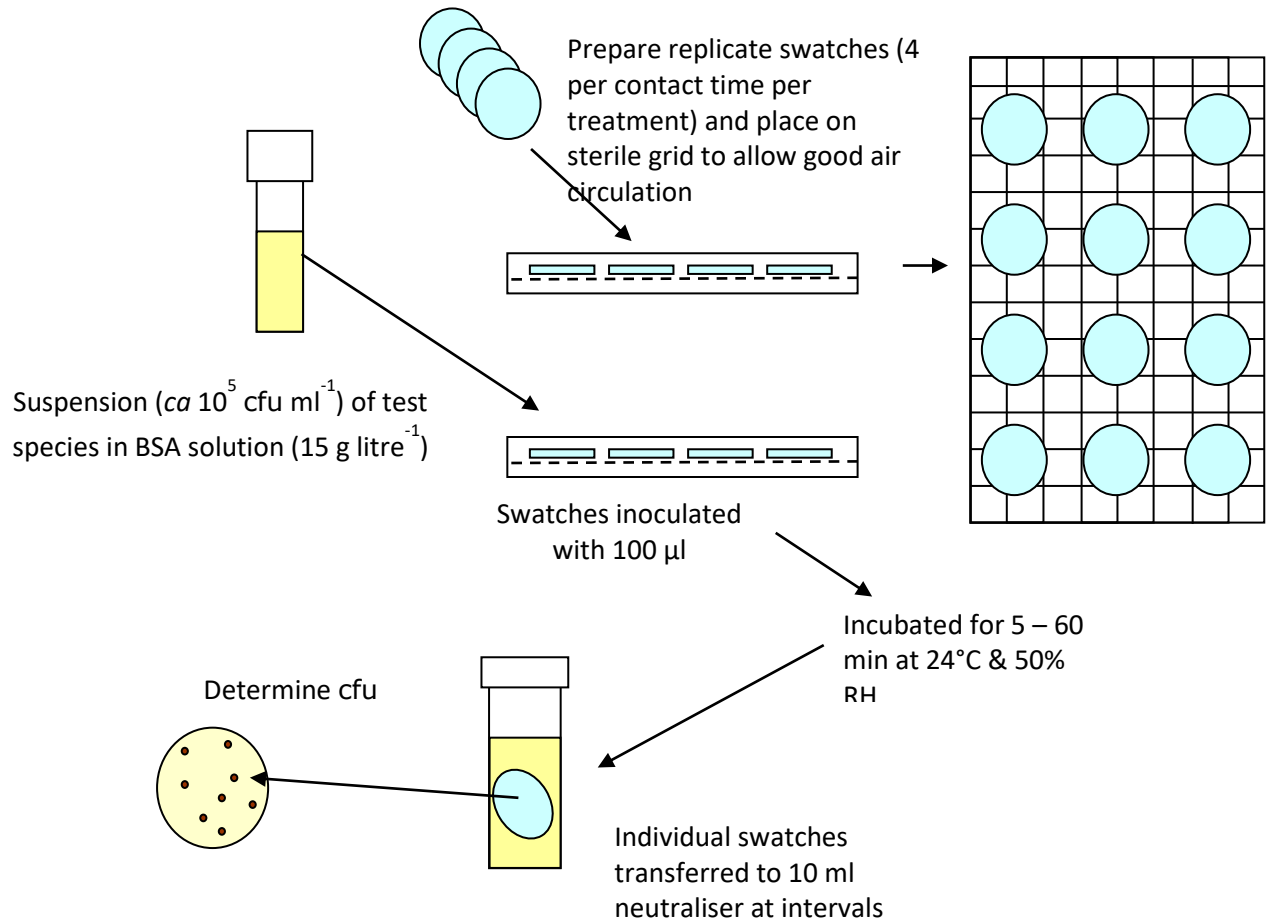 Prepare replicate swatches (4
per contact time per
treatment) and place on
sterile grid to allow good air
circulation
Suspension (ca 10⁵ cfu ml⁻¹) of test
species in BSA solution (15 g litre⁻¹)
Swatches inoculated
with 100 µl
Incubated for 5 – 60
min at 24°C & 50%
RH
Determine cfu
Individual swatches
transferred to 10 ml
neutraliser at intervals